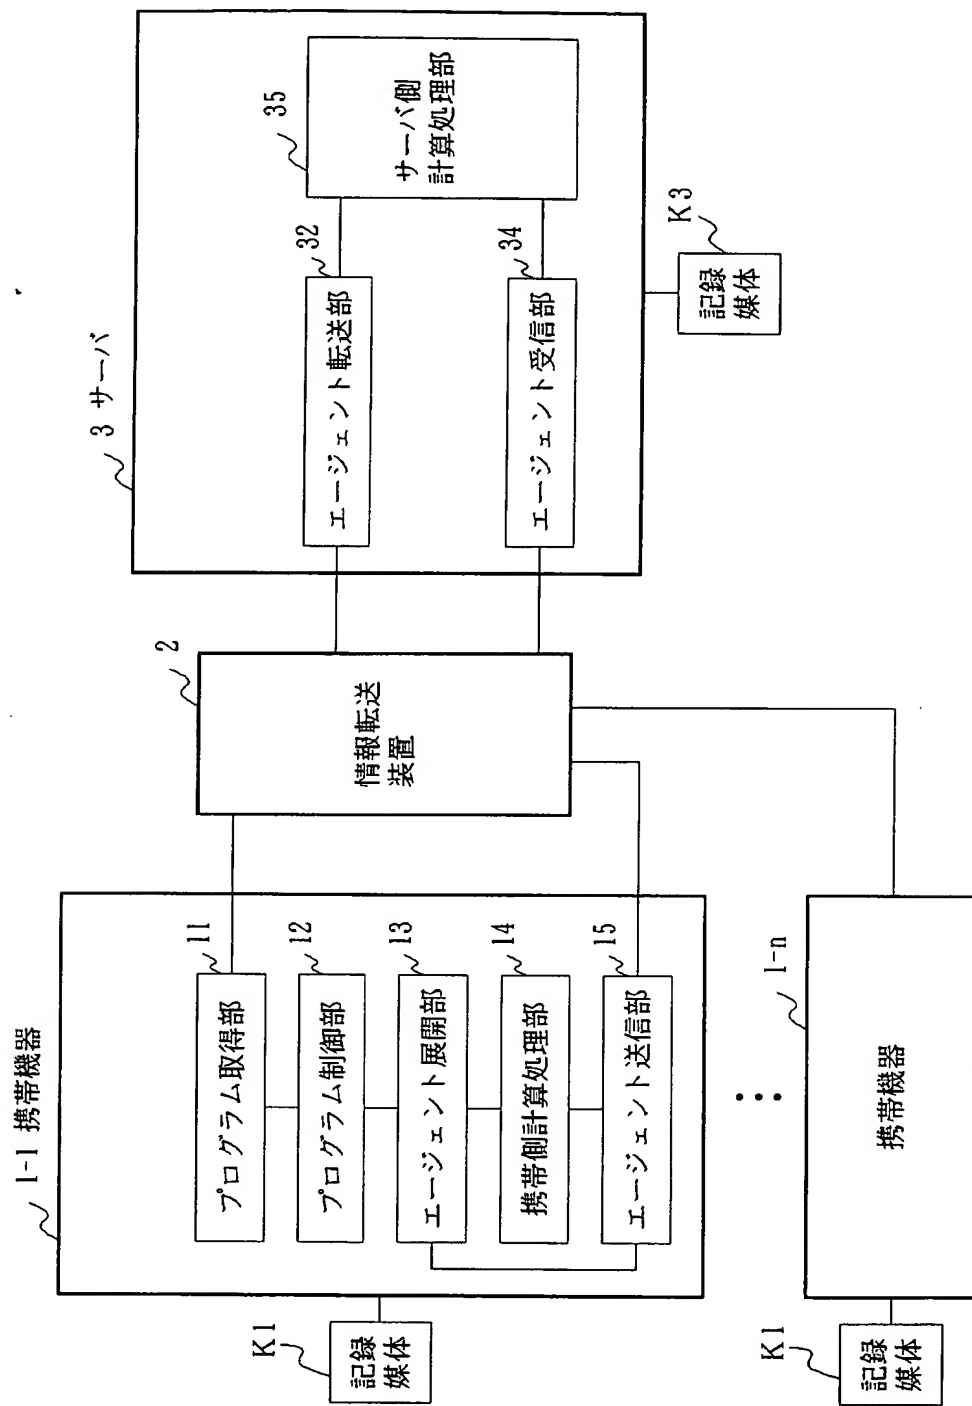 1-1 携帯機器
11
プログラム取得部
12
プログラム制御部
13
エージェント展開部
14
携帯側計算処理部
15
エージェント送信部
K1
記録
媒体
1-n
携帯機器
K1
記録
媒体
2
情報転送
装置
3 サーバ
32
エージェント転送部
34
エージェント受信部
35
サーバ側
計算処理部
K3
記録
媒体